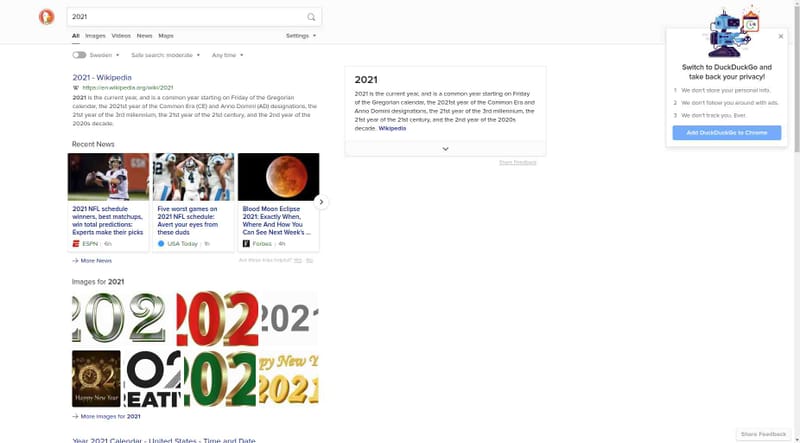 2021
All Images Videos News Maps
Settings
Sweden Safe search: moderate Any time
2021 - Wikipedia
https://en.wikipedia.org/wiki/2021
2021 is the current year, and is a common year starting on Friday of the Gregorian
calendar, the 2021st year of the Common Era (CE) and Anno Domini (AD) designations, the
21st year of the 3rd millennium, the 21st year of the 21st century, and the 2nd year of the
2020s decade.
Recent News
2021 NFL schedule
winners, best matchups,
win total predictions:
Experts make their picks
ESPN | 6h
Five worst games on
2021 NFL schedule:
Avert your eyes from
these duds
USA Today | 1h
Blood Moon Eclipse
2021: Exactly When,
Where And How You
Can See Next Week's ...
Forbes | 4h
More News
Are these links helpful? Yes No
Images for 2021
202
202
2021
2021
Happy New Year
202
EATIV
202
ppy New Y
2021
More Images for 2021
Year 2021 Calendar - United States - Time and Date
2021
2021 is the current year, and is a common year starting on Friday of
the Gregorian calendar, the 2021st year of the Common Era and
Anno Domini designations, the 21st year of the 3rd millennium, the
21st year of the 21st century, and the 2nd year of the 2020s
decade. Wikipedia
Share Feedback
Switch to DuckDuckGo and
take back your privacy!
1 We don't store your personal info.
2 We don't follow you around with ads.
3 We don't track you. Ever.
Add DuckDuckGo to Chrome
Share Feedback